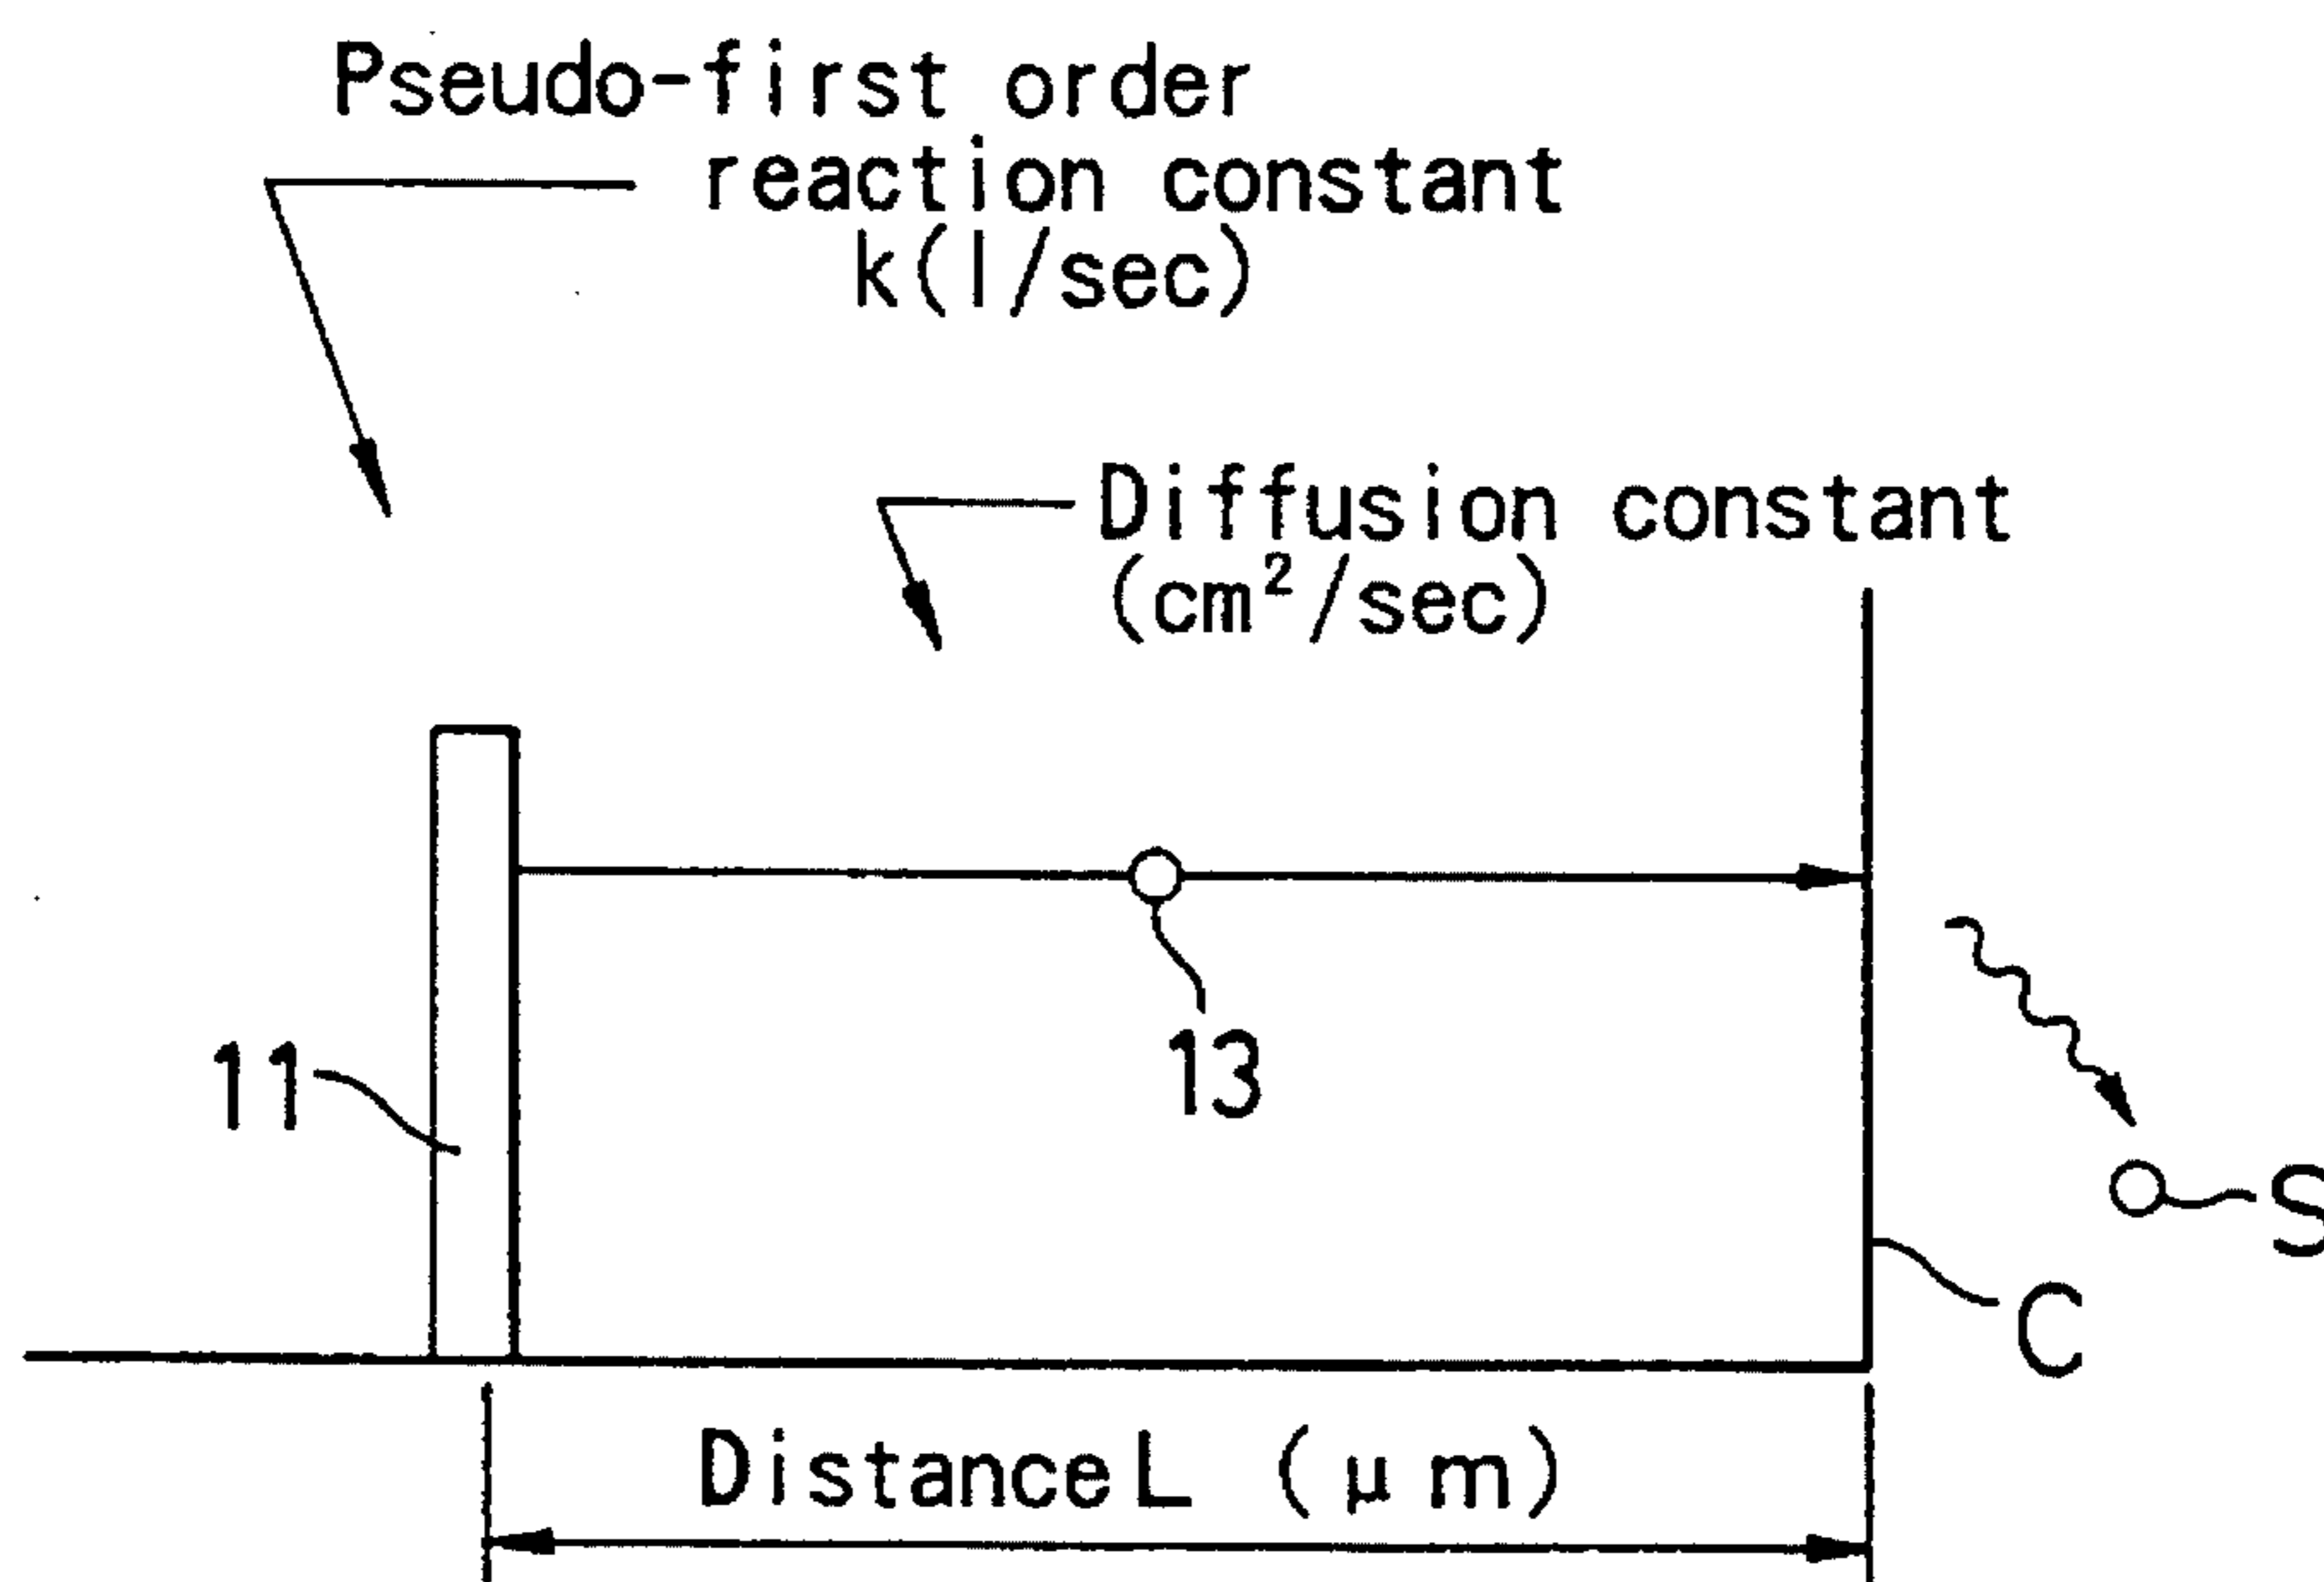 Pseudo-first order
reaction constant
k(l/sec)
Diffusion constant
(cm²/sec)
13
11
S
C
DistanceL (μm)